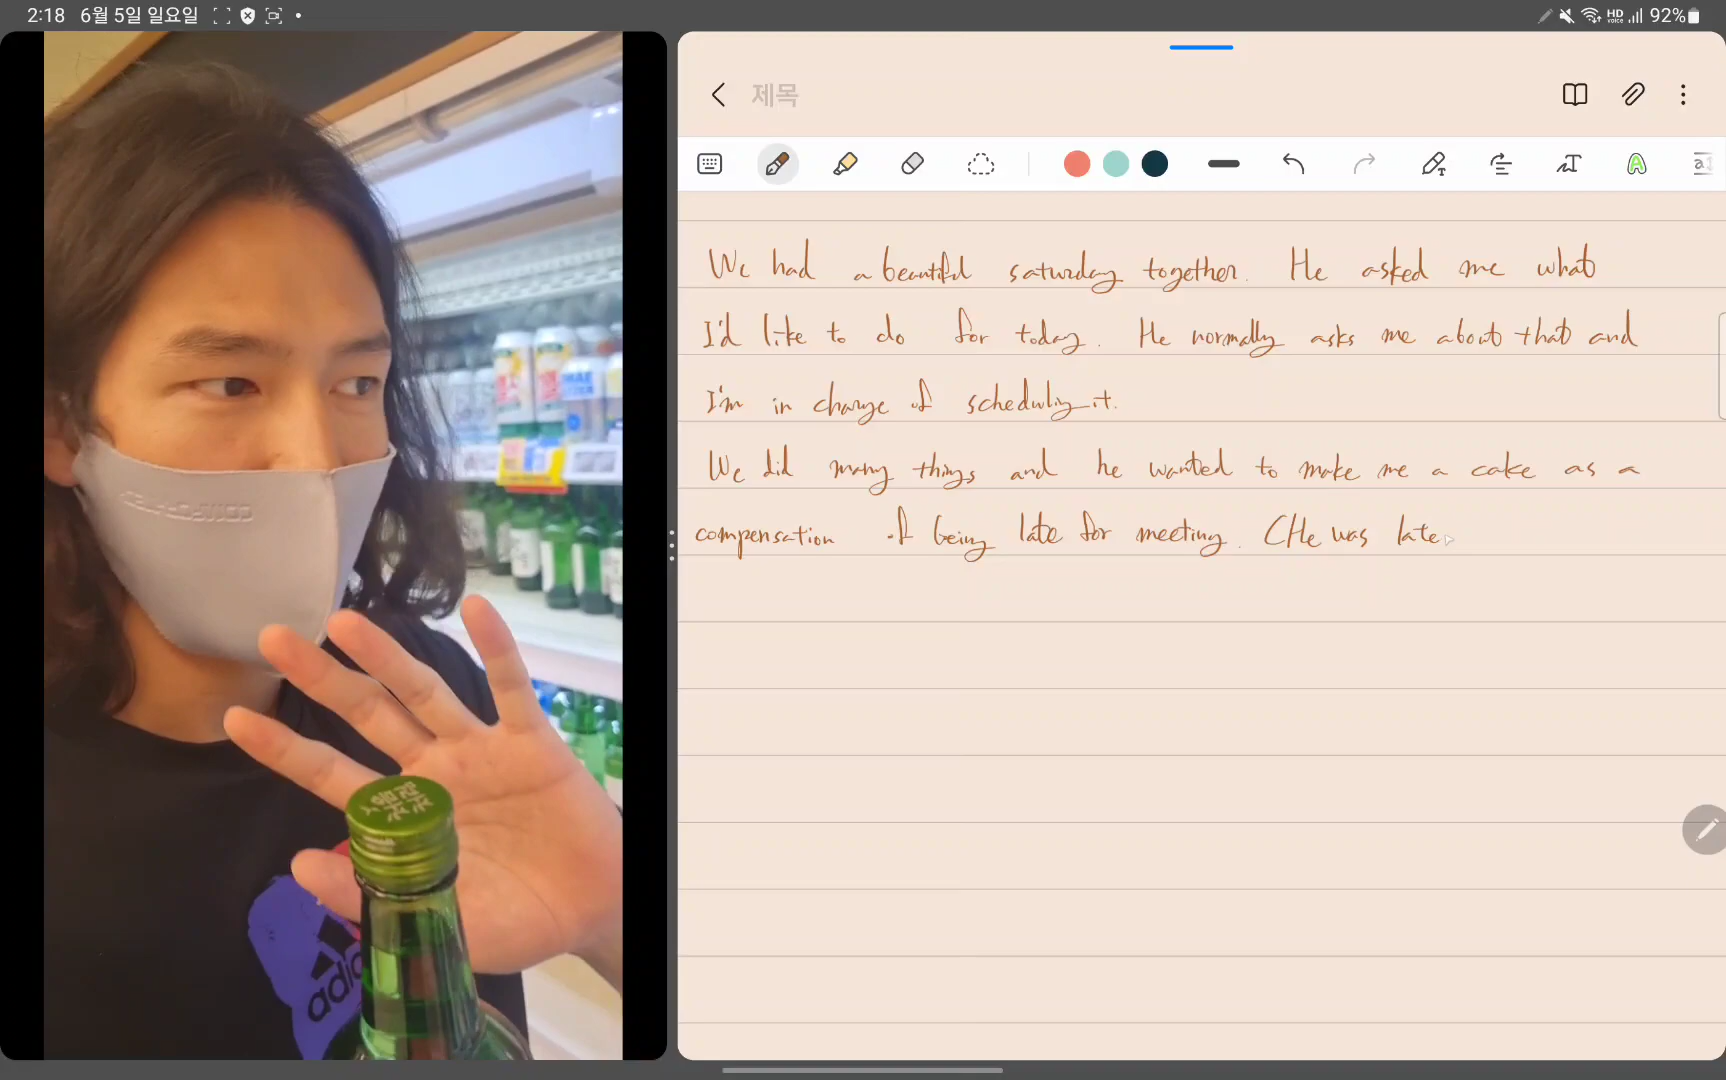 2:18 6월 5일 일요일
HD voice 92%
제목
We had a beautiful saturday together. He asked me what
I'd like to do for today. He normally asks me about that and
I'm in charge of scheduling it.
We did many things and he wanted to make me a cake as a
compensation of being late for meeting. (He was late
adid